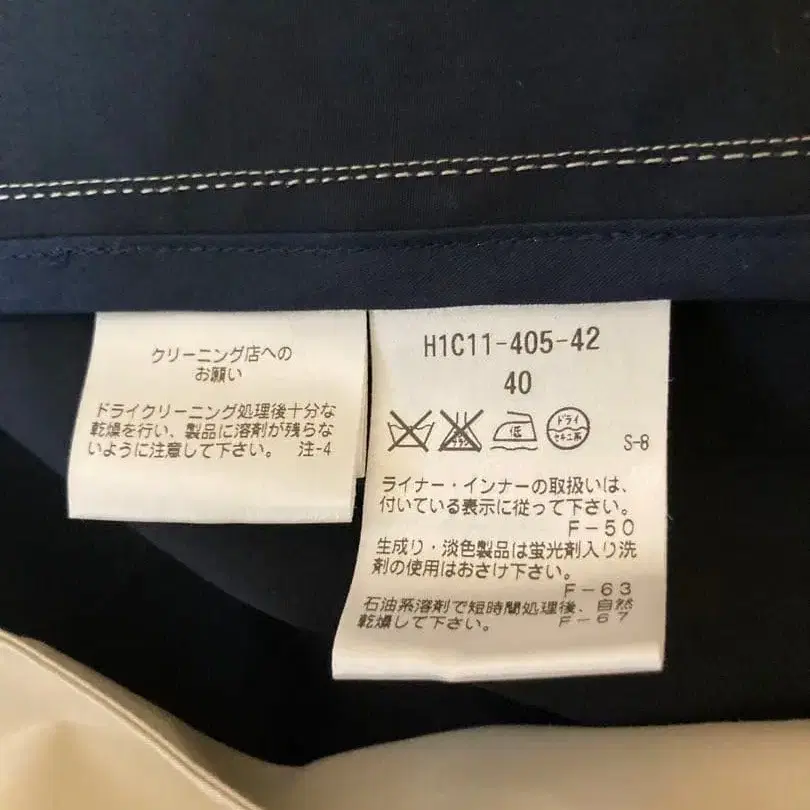 クリーニング店への
お願い
ドライクリーニング処理後十分な
乾燥を行い、製品に溶剤が残らな
いように注意して下さい。 注-4
H1C11-405-42
40
低
ドライ
セキユ系
S-8
ライナー・インナーの取扱いは、
付いている表示に従って下さい。
F-50
生成り・淡色製品は蛍光剤入り洗
剤の使用はおさけ下さい。
F-63
石油系溶剤で短時間処理後、自然
乾燥して下さい。 F-67